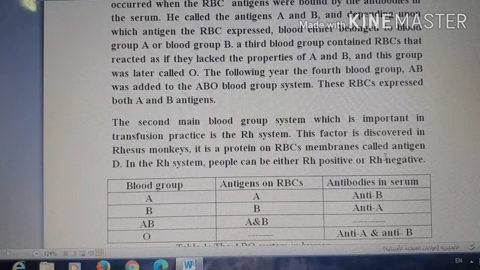 occurred when the RBC antigens were bound by the antibodies in
the serum. He called the antigens A and B, and depending upon
Made with KINEMASTER
which antigen the RBC expressed, blood either belonged to blood
group A or blood group B. a third blood group contained RBCs that
reacted as if they lacked the properties of A and B, and this group
was later called O. The following year the fourth blood group, AB
was added to the ABO blood group system. These RBCs expressed
both A and B antigens.
The second main blood group system which is important in
transfusion practice is the Rh system. This factor is discovered in
Rhesus monkeys, it is a protein on RBCs membranes called antigen
D. In the Rh system, people can be either Rh positive or Rh negative.
Blood group Antigens on RBCs Antibodies in serum
A A Anti-B
B B Anti-A
AB A&B --------
O -------- Anti-A & anti- B
EN